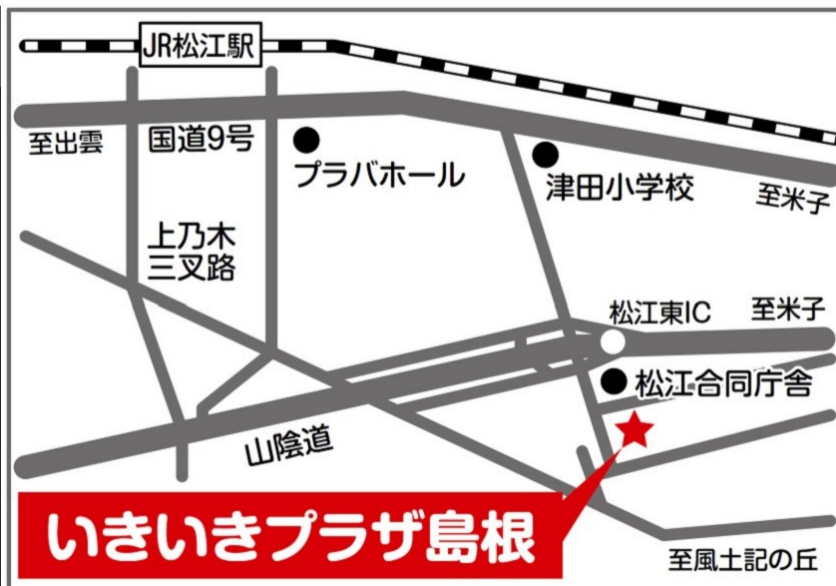 JR松江駅
至出雲
国道9号
プラバホール
津田小学校
至米子
上乃木
三叉路
松江東IC
至米子
松江合同庁舎
山陰道
いきいきプラザ島根
至風土記の丘